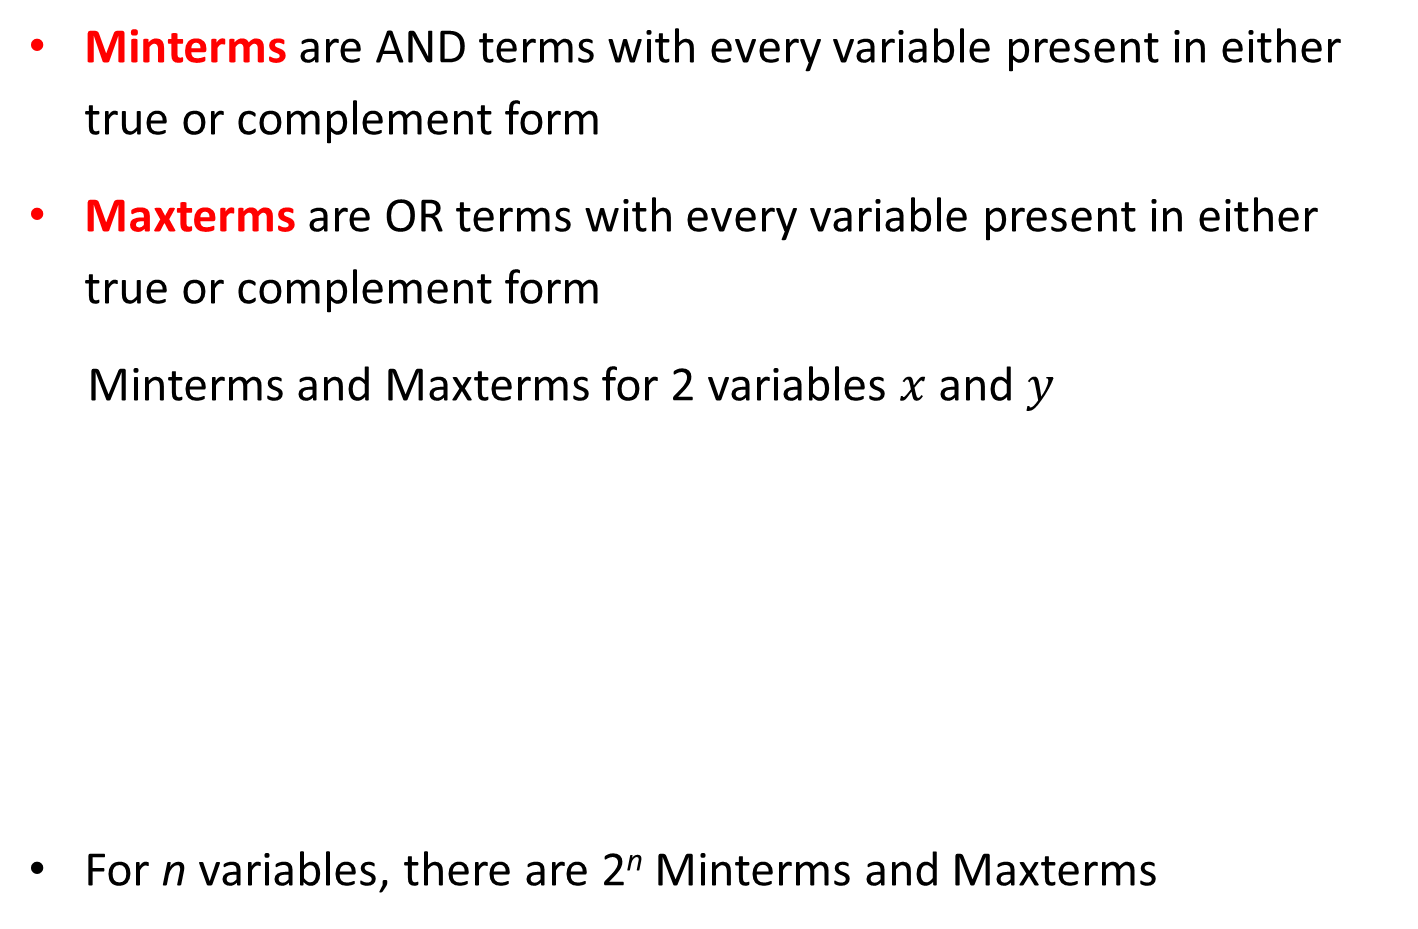 • Minterms are AND terms with every variable present in either
true or complement form
• Maxterms are OR terms with every variable present in either
true or complement form
Minterms and Maxterms for 2 variables 𝑥 and 𝑦
• For n variables, there are 2ⁿ Minterms and Maxterms